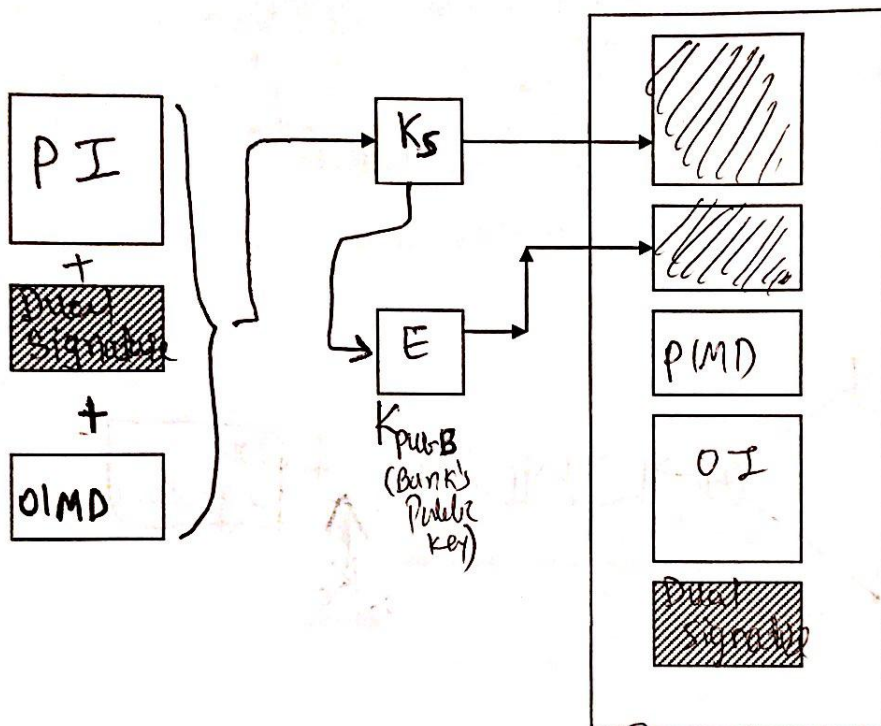 PI
+
Dual
signature
+
OIMD
Ks
E
KpubB
(Bank's
Public
key)
PIMD
OI
Dual
signature